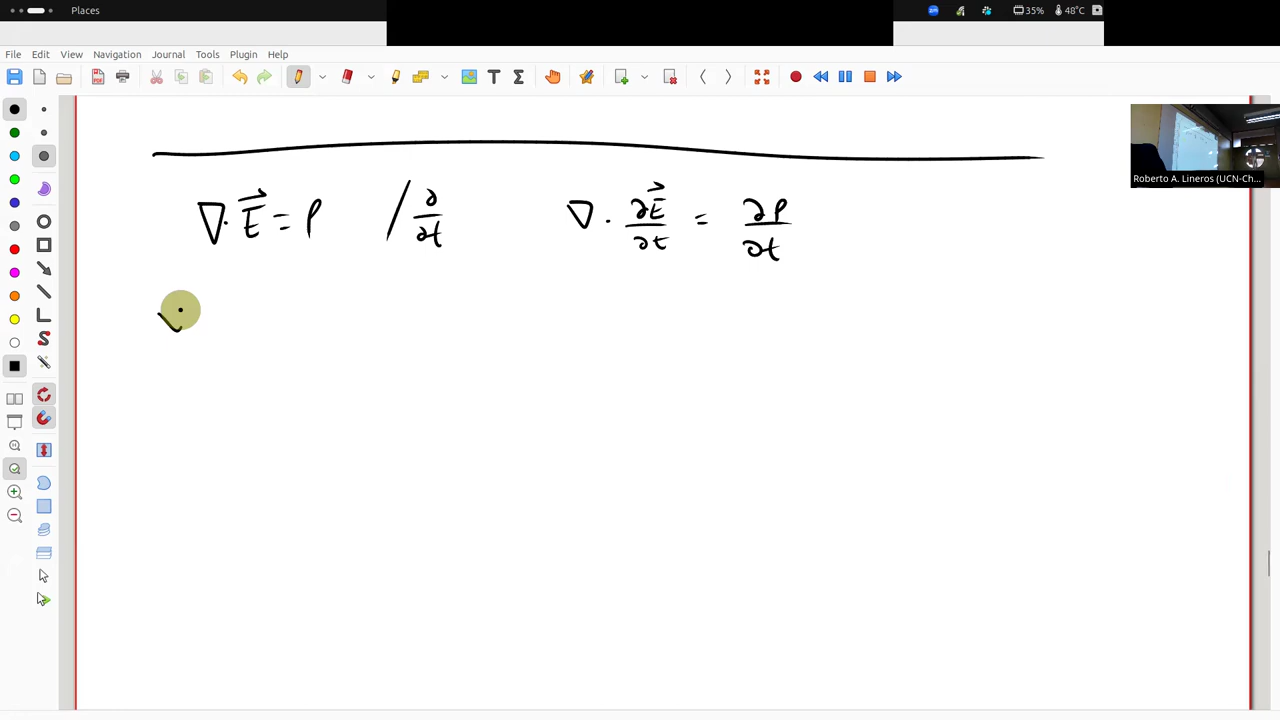 Places
35% 48°C
File Edit View Navigation Journal Tools Plugin Help
Roberto A. Lineros (UCN-Ch...
∇·E⃗ = ρ /∂/∂t ∇·∂E⃗/∂t = ∂ρ/∂t